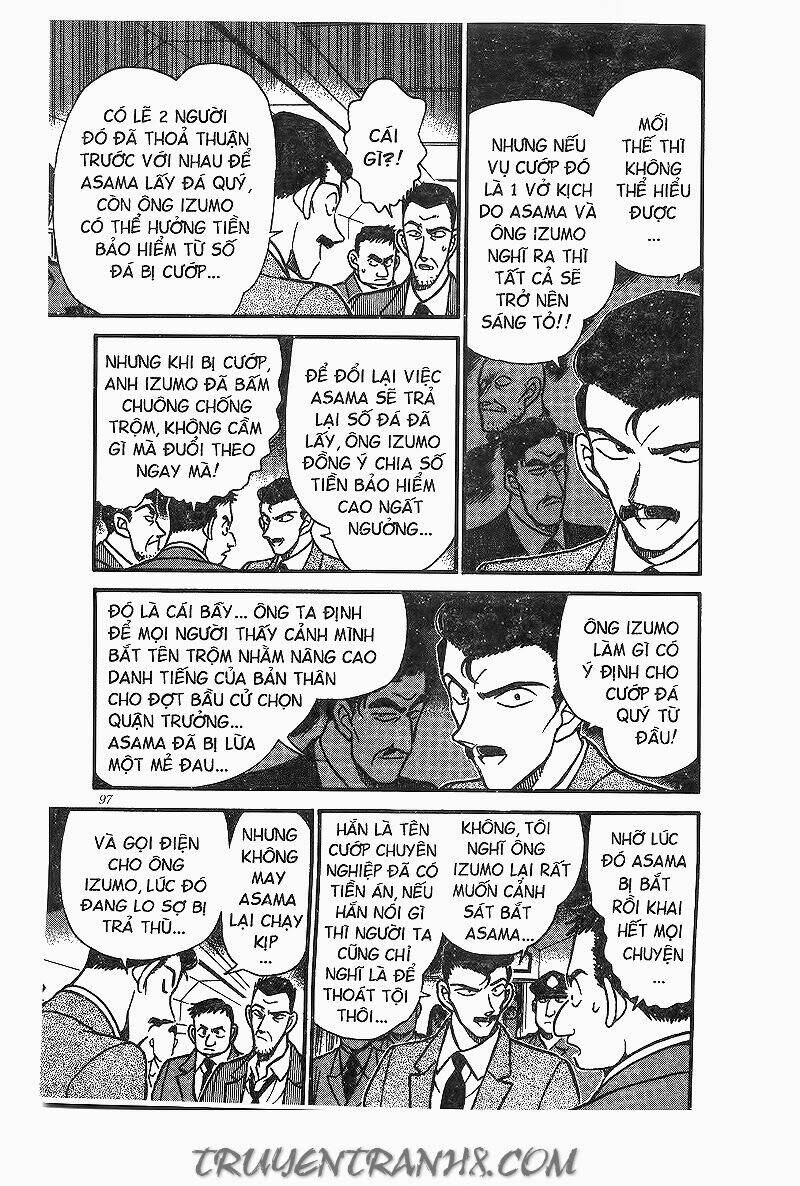 MỒI
THẾ THÌ
KHÔNG
THỂ HIỂU
ĐƯỢC
...
NHƯNG NẾU
VỤ CƯỚP ĐÓ
LÀ 1 VỞ KỊCH
DO ASAMA VÀ
ÔNG IZUMO
NGHĨ RA THÌ
TẤT CẢ SẼ
TRỞ NÊN
SÁNG TỎ!!
CÁI
GÌ?!
CÓ LẼ 2 NGƯỜI
ĐÓ ĐÃ THOẢ THUẬN
TRƯỚC VỚI NHAU ĐỂ
ASAMA LẤY ĐÁ QUÝ,
CÒN ÔNG IZUMO
CÓ THỂ HƯỞNG TIỀN
BẢO HIỂM TỪ SỐ
ĐÁ BỊ CƯỚP...
ĐỂ ĐỔI LẠI VIỆC
ASAMA SẼ TRẢ
LẠI SỐ ĐÁ ĐÃ
LẤY, ÔNG IZUMO
ĐỒNG Ý CHIA SỐ
TIỀN BẢO HIỂM
CAO NGẤT
NGƯỞNG...
NHƯNG KHI BỊ CƯỚP,
ANH IZUMO ĐÃ BẤM
CHUÔNG CHỐNG
TRỘM, KHÔNG CẦM
GÌ MÀ ĐUỔI THEO
NGAY MÀ!
ÔNG IZUMO
LÀM GÌ CÓ
Ý ĐỊNH CHO
CƯỚP ĐÁ
QUÝ TỪ
ĐẦU!
ĐÓ LÀ CÁI BẪY... ÔNG TA ĐỊNH
ĐỂ MỌI NGƯỜI THẤY CẢNH MÌNH
BẮT TÊN TRỘM NHẰM NÂNG CAO
DANH TIẾNG CỦA BẢN THÂN
CHO ĐỢT BẦU CỬ CHỌN
QUẬN TRƯỞNG...
ASAMA ĐÃ BỊ LỪA
MỘT MẺ ĐAU...
97
NHỠ LÚC
ĐÓ ASAMA
BỊ BẮT
RỒI KHAI
HẾT MỌI
CHUYỆN
...
KHÔNG, TÔI
NGHĨ ÔNG
IZUMO LẠI RẤT
MUỐN CẢNH
SÁT BẮT
ASAMA...
HẮN LÀ TÊN
CƯỚP CHUYÊN
NGHIỆP ĐÃ CÓ
TIỀN ÁN, NẾU
HẮN NÓI GÌ
THÌ NGƯỜI TA
CŨNG CHỈ
NGHĨ LÀ ĐỂ
THOÁT TỘI
THÔI...
NHƯNG
KHÔNG
MAY
ASAMA
LẠI CHẠY
KỊP
...
VÀ GỌI ĐIỆN
CHO ÔNG
IZUMO, LÚC ĐÓ
ĐANG LO SỢ BỊ
TRẢ THÙ...
TRUYENTRANH8.COM